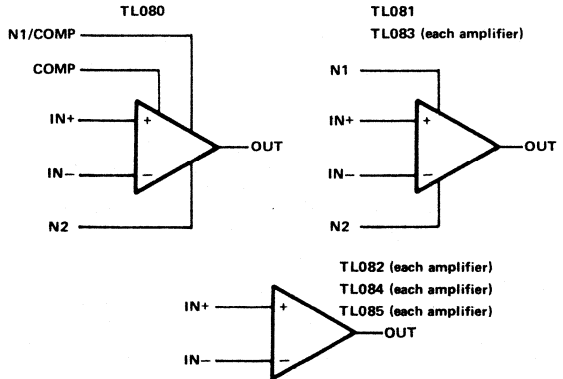 TL080
N1/COMP
COMP
IN+
+
IN−
−
OUT
N2
TL081
TL083 (each amplifier)
N1
IN+
+
IN−
−
OUT
N2
TL082 (each amplifier)
TL084 (each amplifier)
TL085 (each amplifier)
IN+
+
OUT
IN−
−